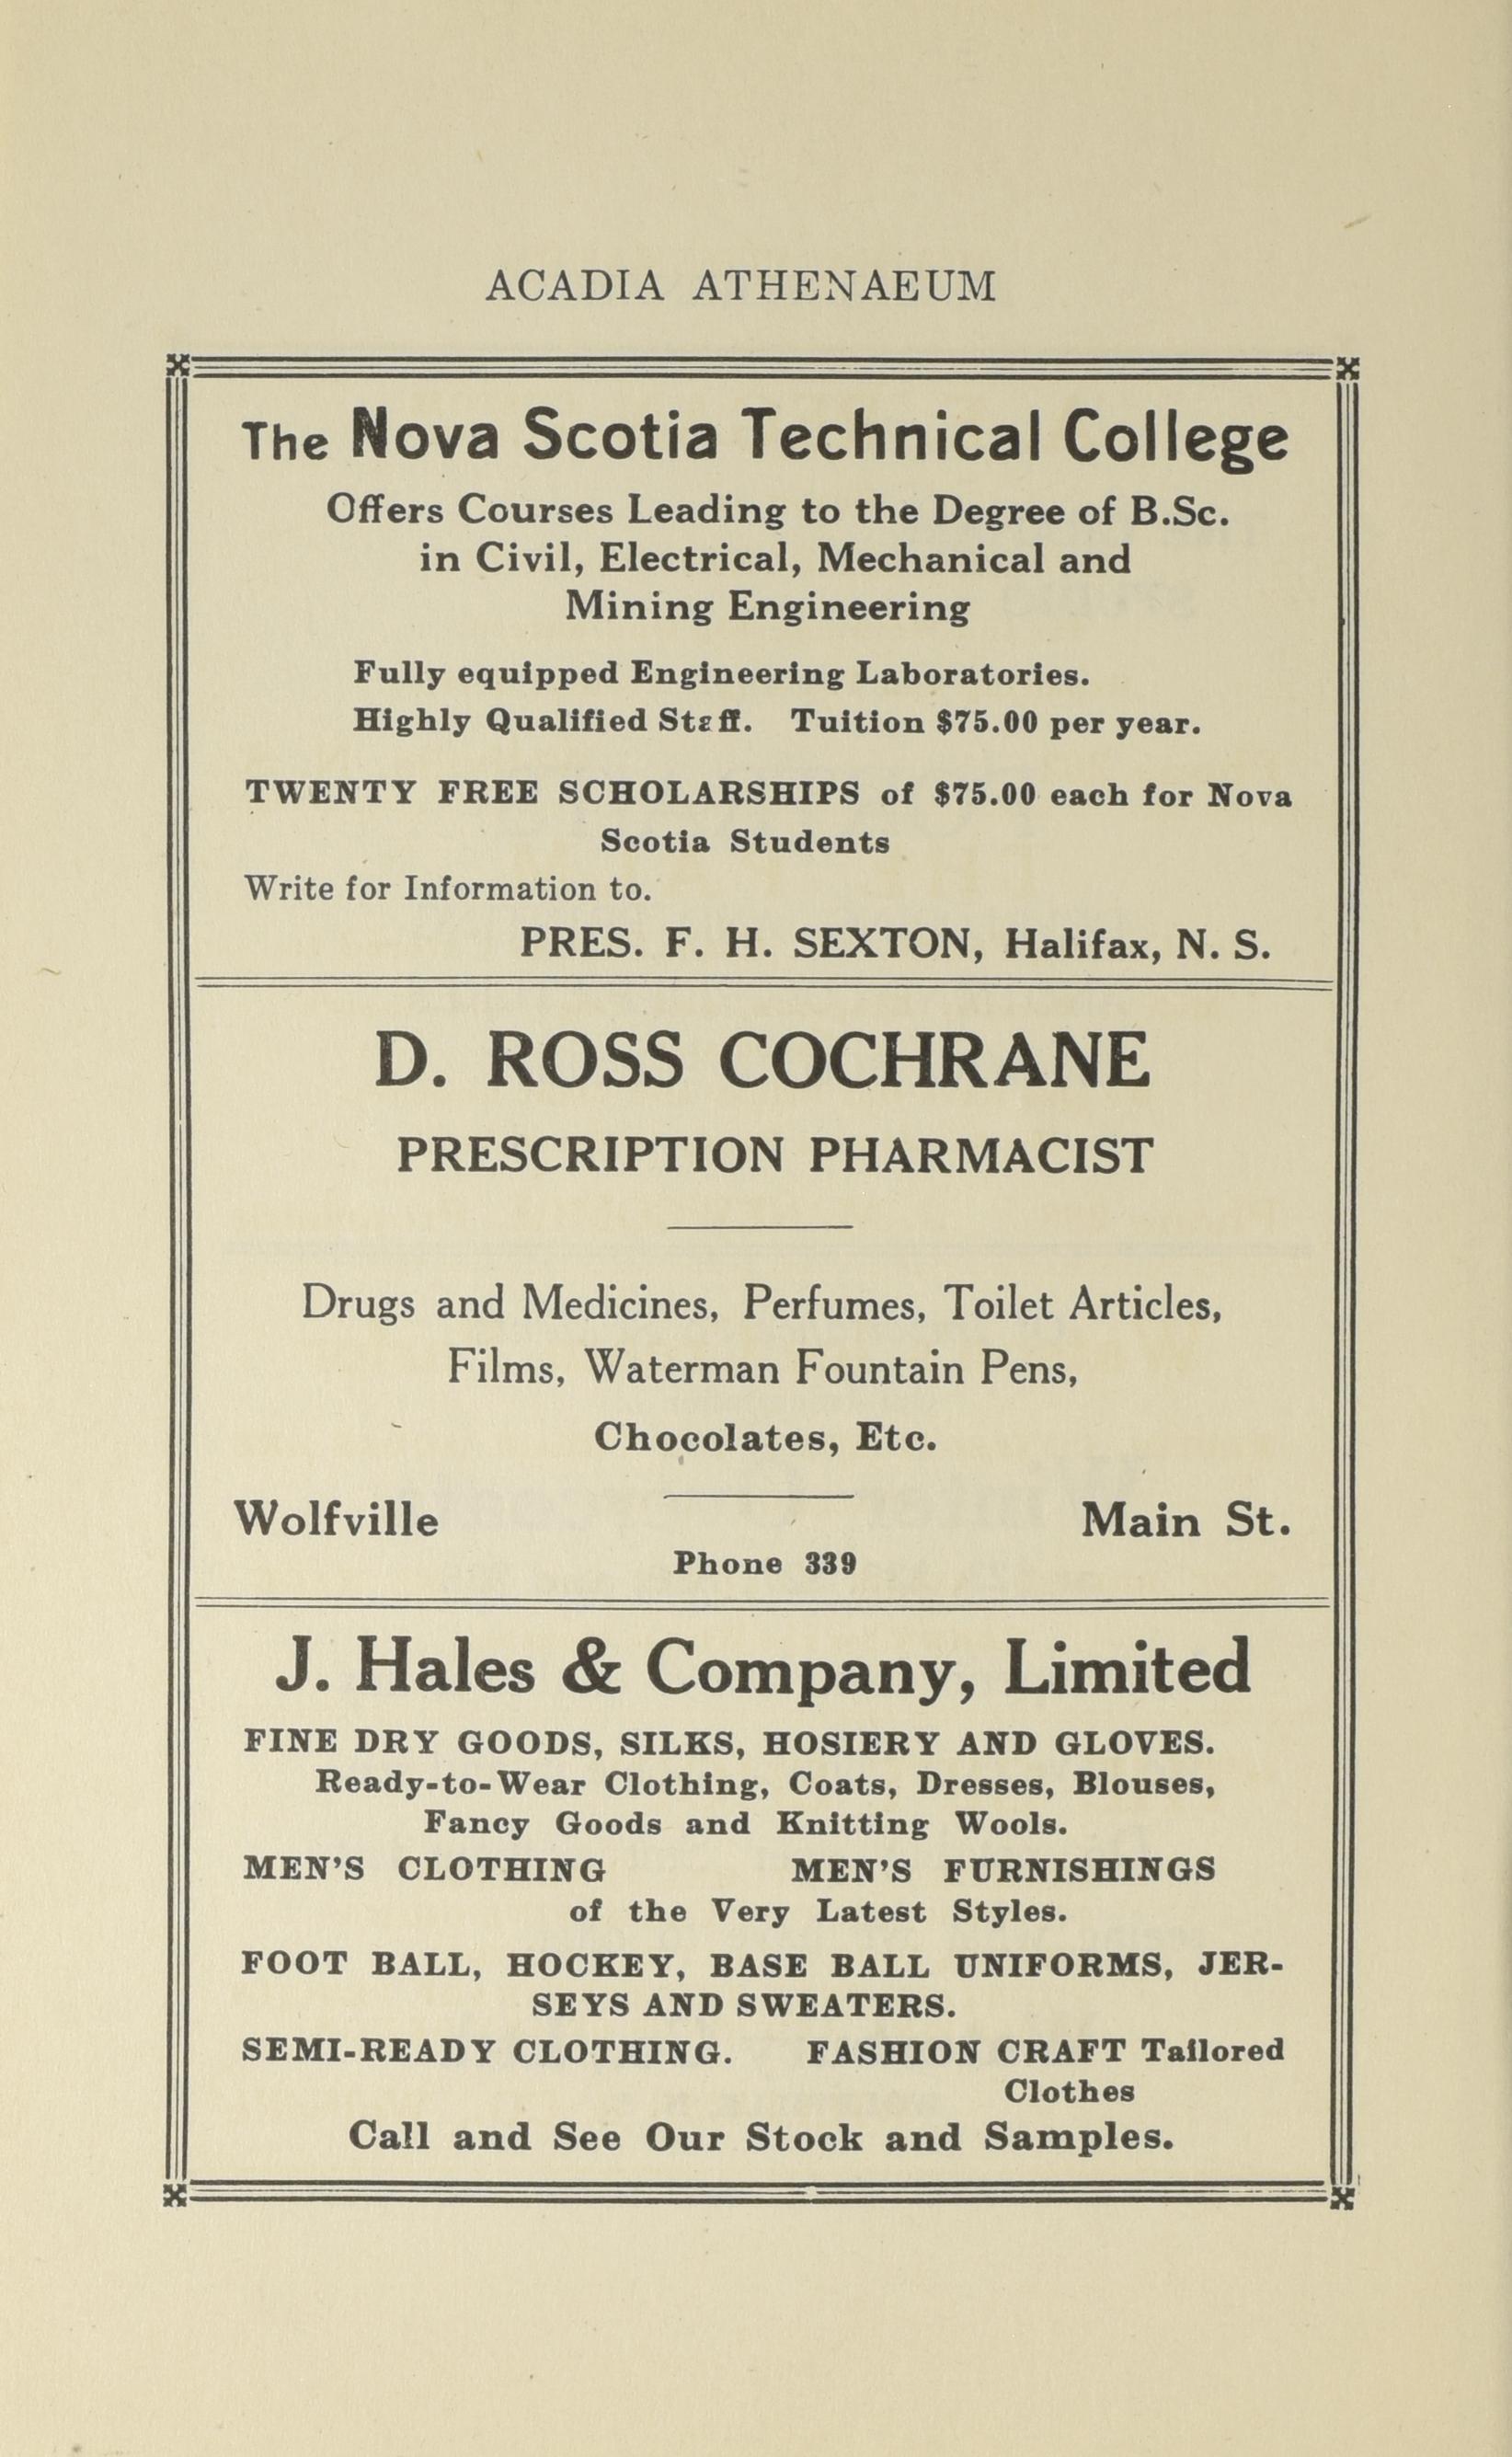 ACADIA ATHENAEUM
The Nova Scotia Technical College
Offers Courses Leading to the Degree of B.Sc.
in Civil, Electrical, Mechanical and
Mining Engineering
Fully equipped Engineering Laboratories.
Highly Qualified Staff. Tuition $75.00 per year.
TWENTY FREE SCHOLARSHIPS of $75.00 each for Nova
Scotia Students
Write for Information to.
PRES. F. H. SEXTON, Halifax, N. S.
D. ROSS COCHRANE
PRESCRIPTION PHARMACIST
Drugs and Medicines, Perfumes, Toilet Articles,
Films, Waterman Fountain Pens,
Chocolates, Etc.
Wolfville Main St.
Phone 339
J. Hales & Company, Limited
FINE DRY GOODS, SILKS, HOSIERY AND GLOVES.
Ready-to-Wear Clothing, Coats, Dresses, Blouses,
Fancy Goods and Knitting Wools.
MEN'S CLOTHING MEN'S FURNISHINGS
of the Very Latest Styles.
FOOT BALL, HOCKEY, BASE BALL UNIFORMS, JER-
SEYS AND SWEATERS.
SEMI-READY CLOTHING. FASHION CRAFT Tailored
Clothes
Call and See Our Stock and Samples.